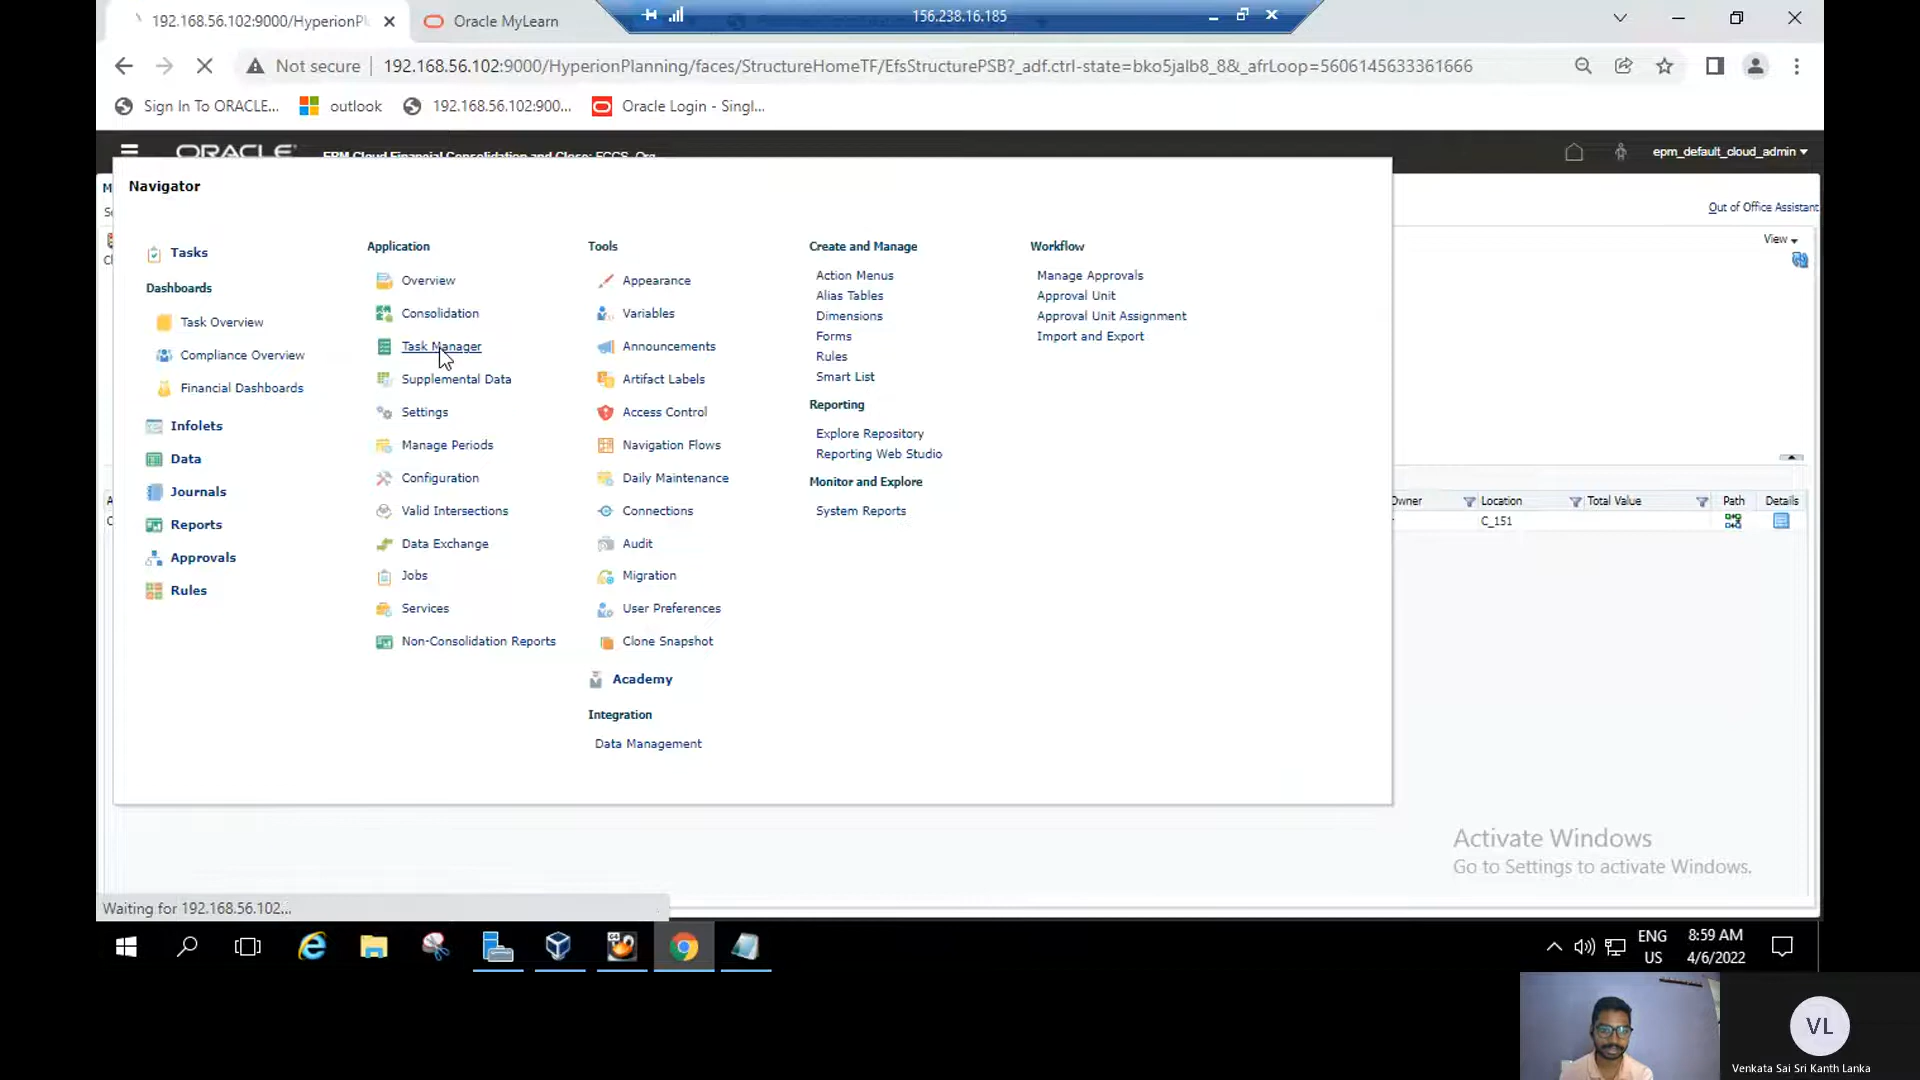 192.168.56.102:9000/HyperionPl
Oracle MyLearn
156.238.16.185
Not secure
192.168.56.102:9000/HyperionPlanning/faces/StructureHomeTF/EfsStructurePSB?_adf.ctrl-state=bko5jalb8_8&_afrLoop=5606145633361666
Sign In To ORACLE...
outlook
192.168.56.102:900...
Oracle Login - Singl...
ORACLE
EPM Cloud Financial Consolidation and Close: FCCS_Org
epm_default_cloud_admin
Navigator
Out of Office Assistant
View
Tasks
Dashboards
Task Overview
Compliance Overview
Financial Dashboards
Infolets
Data
Journals
Reports
Approvals
Rules
Application
Overview
Consolidation
Task Manager
Supplemental Data
Settings
Manage Periods
Configuration
Valid Intersections
Data Exchange
Jobs
Services
Non-Consolidation Reports
Tools
Appearance
Variables
Announcements
Artifact Labels
Access Control
Navigation Flows
Daily Maintenance
Connections
Audit
Migration
User Preferences
Clone Snapshot
Academy
Integration
Data Management
Create and Manage
Action Menus
Alias Tables
Dimensions
Forms
Rules
Smart List
Reporting
Explore Repository
Reporting Web Studio
Monitor and Explore
System Reports
Workflow
Manage Approvals
Approval Unit
Approval Unit Assignment
Import and Export
Owner
Location
Total Value
Path
Details
C_151
Activate Windows
Go to Settings to activate Windows.
Waiting for 192.168.56.102...
ENG
US
8:59 AM
4/6/2022
VL
Venkata Sai Sri Kanth Lanka